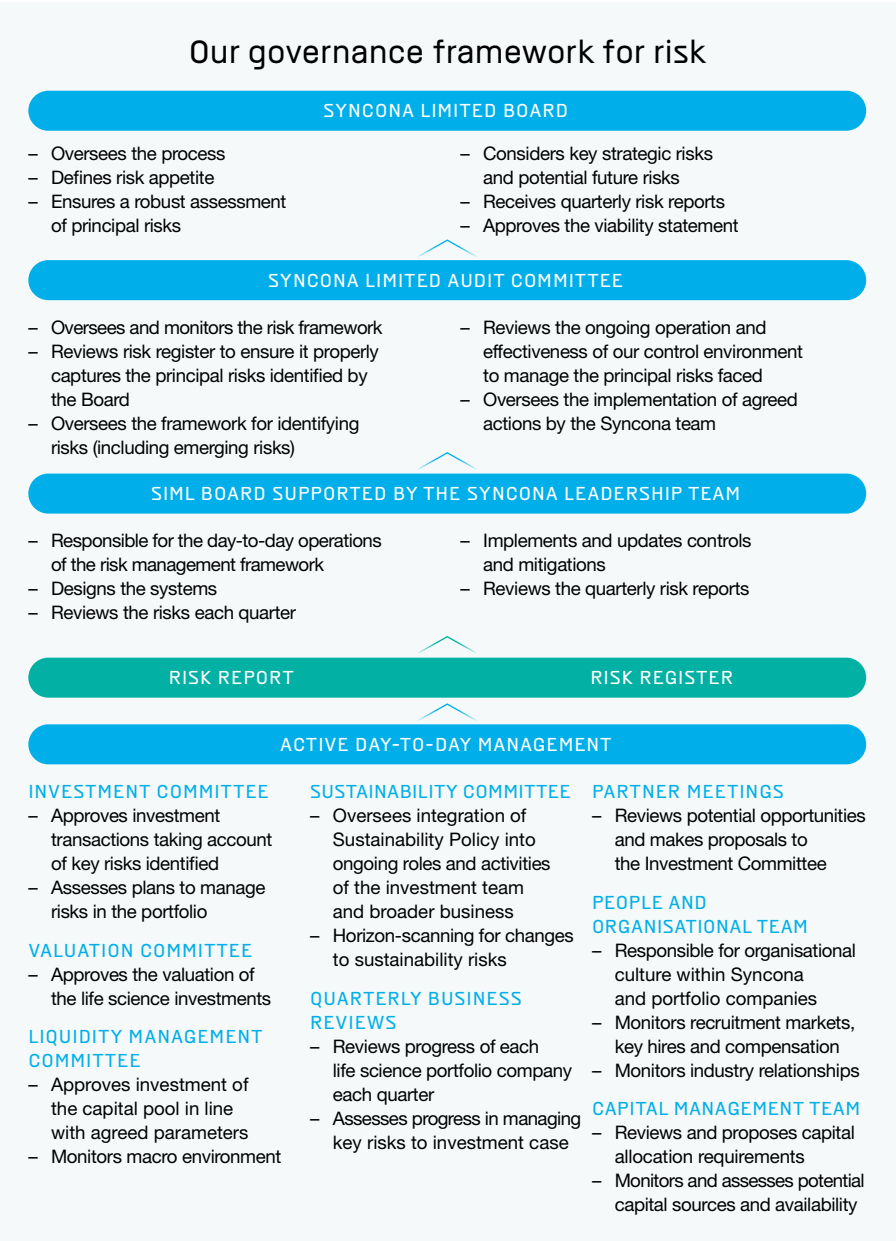 Our governance framework for risk
SYNCONA LIMITED BOARD
– Oversees the process
– Defines risk appetite
– Ensures a robust assessment
of principal risks
– Considers key strategic risks
and potential future risks
– Receives quarterly risk reports
– Approves the viability statement
SYNCONA LIMITED AUDIT COMMITTEE
– Oversees and monitors the risk framework
– Reviews risk register to ensure it properly
captures the principal risks identified by
the Board
– Oversees the framework for identifying
risks (including emerging risks)
– Reviews the ongoing operation and
effectiveness of our control environment
to manage the principal risks faced
– Oversees the implementation of agreed
actions by the Syncona team
SIML BOARD SUPPORTED BY THE SYNCONA LEADERSHIP TEAM
– Responsible for the day-to-day operations
of the risk management framework
– Designs the systems
– Reviews the risks each quarter
– Implements and updates controls
and mitigations
– Reviews the quarterly risk reports
RISK REPORT
RISK REGISTER
ACTIVE DAY-TO-DAY MANAGEMENT
INVESTMENT COMMITTEE
– Approves investment
transactions taking account
of key risks identified
– Assesses plans to manage
risks in the portfolio
VALUATION COMMITTEE
– Approves the valuation of
the life science investments
LIQUIDITY MANAGEMENT
COMMITTEE
– Approves investment of
the capital pool in line
with agreed parameters
– Monitors macro environment
SUSTAINABILITY COMMITTEE
– Oversees integration of
Sustainability Policy into
ongoing roles and activities
of the investment team
and broader business
– Horizon-scanning for changes
to sustainability risks
QUARTERLY BUSINESS
REVIEWS
– Reviews progress of each
life science portfolio company
each quarter
– Assesses progress in managing
key risks to investment case
PARTNER MEETINGS
– Reviews potential opportunities
and makes proposals to
the Investment Committee
PEOPLE AND
ORGANISATIONAL TEAM
– Responsible for organisational
culture within Syncona
and portfolio companies
– Monitors recruitment markets,
key hires and compensation
– Monitors industry relationships
CAPITAL MANAGEMENT TEAM
– Reviews and proposes capital
allocation requirements
– Monitors and assesses potential
capital sources and availability